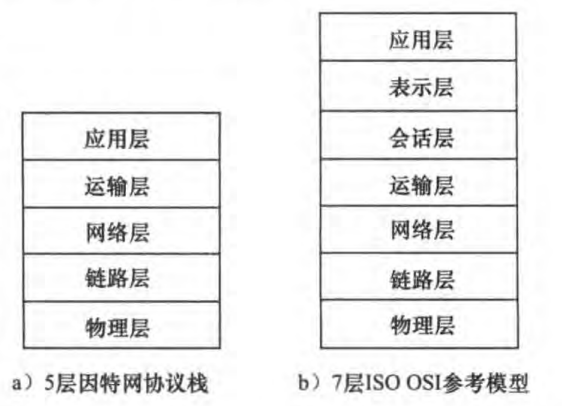 应用层
运输层
网络层
链路层
物理层
a）5层因特网协议栈
应用层
表示层
会话层
运输层
网络层
链路层
物理层
b）7层ISO OSI参考模型